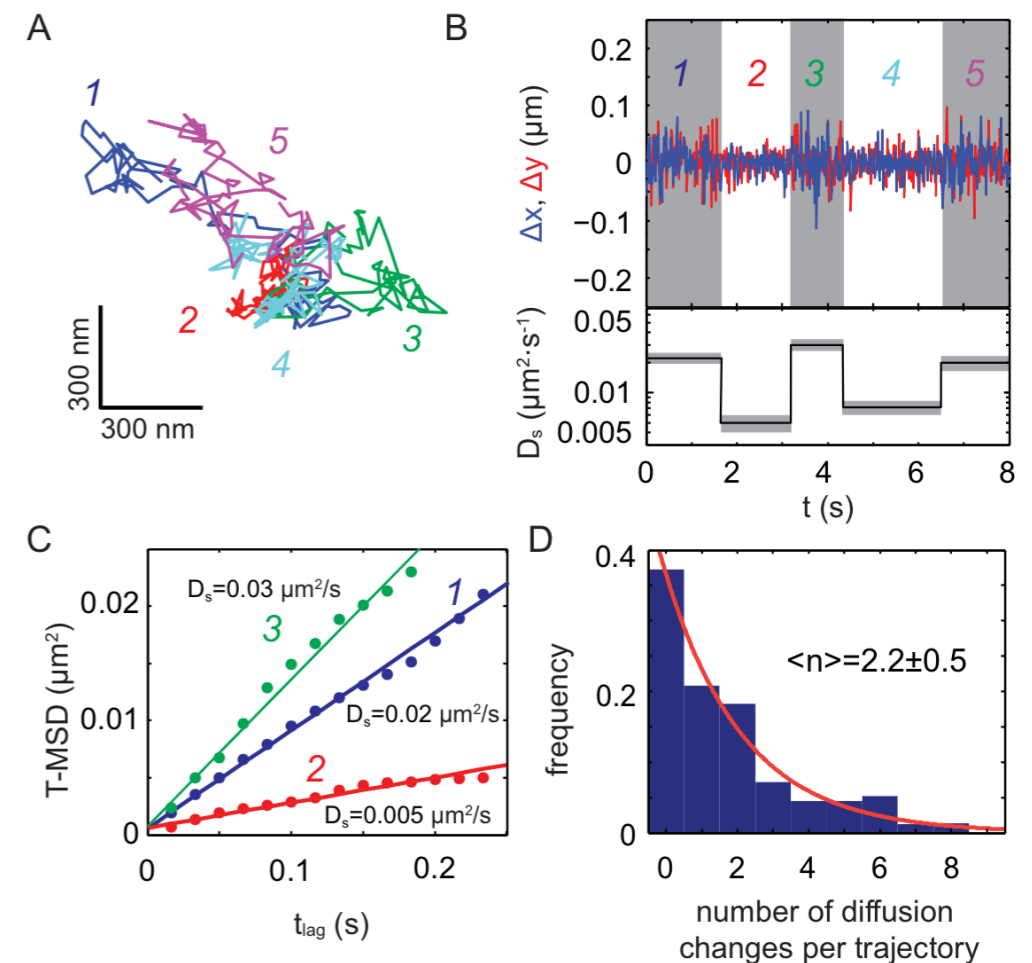 A
1
5
2
3
4
300 nm
300 nm
B
0.2
0.1
0
−0.1
−0.2
Δx, Δy (μm)
1
2
3
4
5
0.05
0.01
0.005
Dₛ (μm²·s⁻¹)
0 2 4 6 8
t (s)
C
0.02
0.01
0
T-MSD (μm²)
Dₛ=0.03 μm²/s
3
1
Dₛ=0.02 μm²/s
2
Dₛ=0.005 μm²/s
0 0.1 0.2
tlag (s)
D
0.4
0.2
0
frequency
<n>=2.2±0.5
0 2 4 6 8
number of diffusion
changes per trajectory